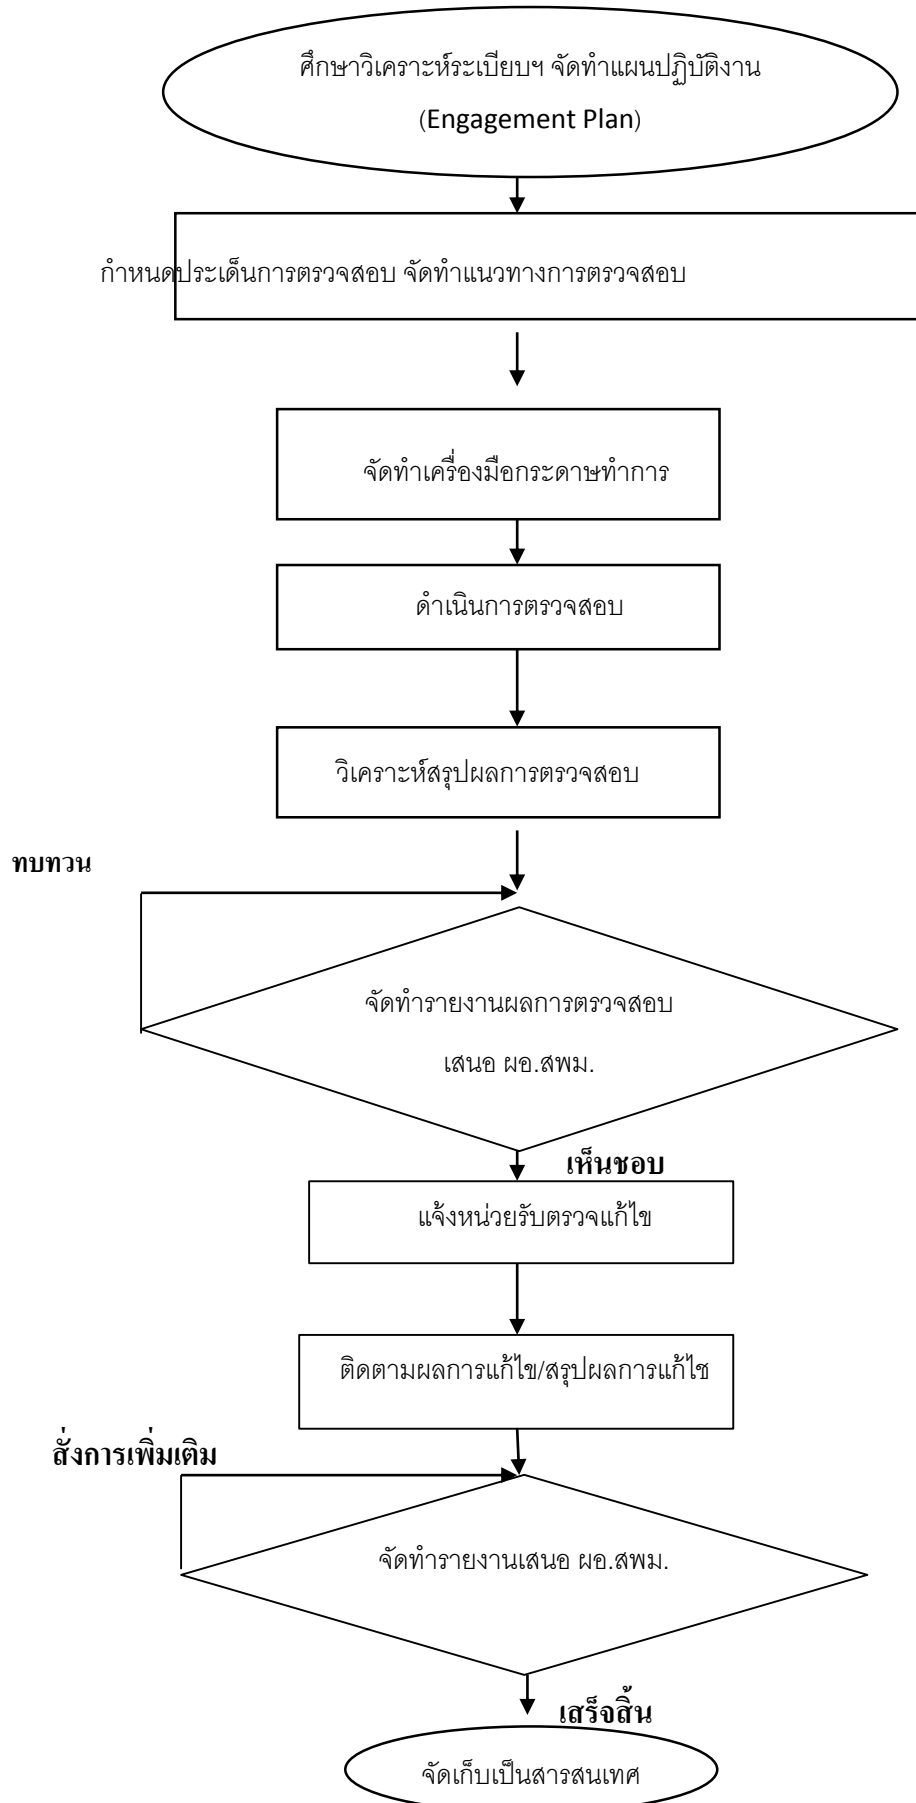 ศึกษาวิเคราะห์ระเบียบฯ จัดทำแผนปฏิบัติงาน
(Engagement Plan)
กำหนดประเด็นการตรวจสอบ จัดทำแนวทางการตรวจสอบ
จัดทำเครื่องมือกระดาษทำการ
ดำเนินการตรวจสอบ
วิเคราะห์สรุปผลการตรวจสอบ
ทบทวน
จัดทำรายงานผลการตรวจสอบ
เสนอ ผอ.สพม.
เห็นชอบ
แจ้งหน่วยรับตรวจแก้ไข
ติดตามผลการแก้ไข/สรุปผลการแก้ไช
สั่งการเพิ่มเติม
จัดทำรายงานเสนอ ผอ.สพม.
เสร็จสิ้น
จัดเก็บเป็นสารสนเทศ